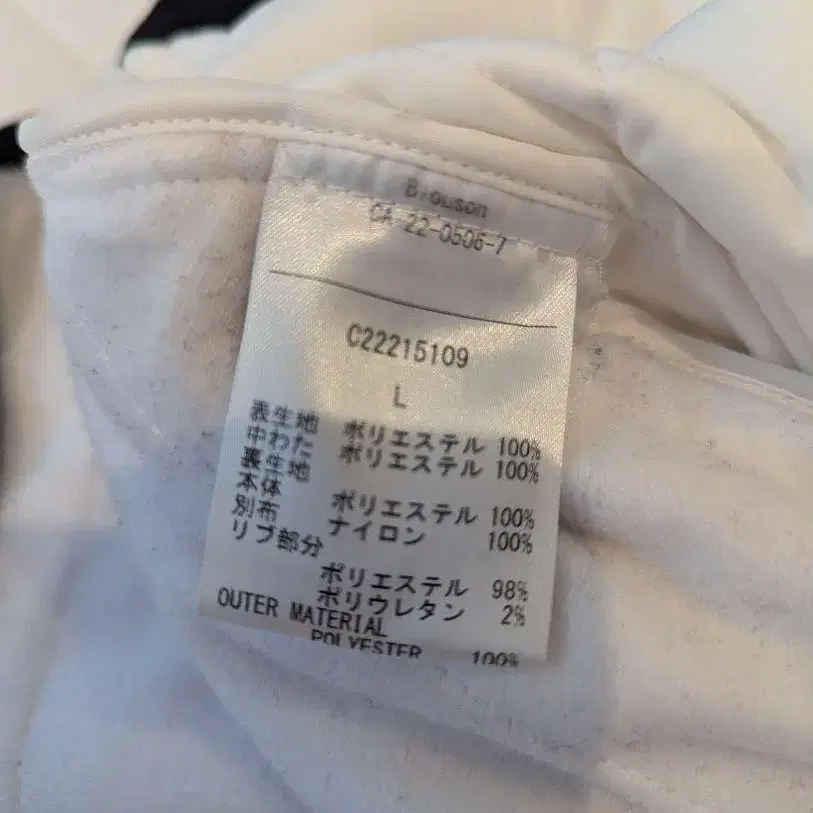 Blouson
CA-22-0506-7
C22215109
L
表生地 ポリエステル 100%
中わた ポリエステル 100%
裏生地
本体 ポリエステル 100%
別布 ナイロン 100%
リブ部分
ポリエステル 98%
ポリウレタン 2%
OUTER MATERIAL
POLYESTER 100%